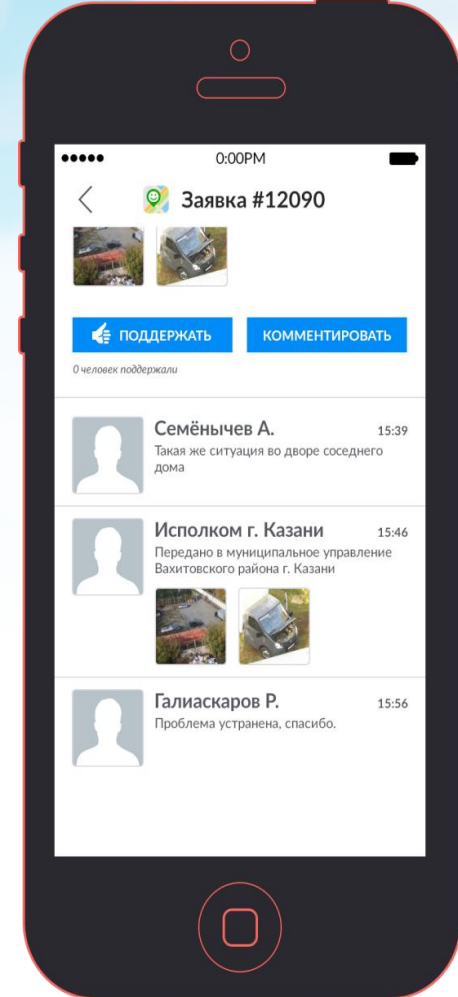 0:00PM
Заявка #12090
ПОДДЕРЖАТЬ
КОММЕНТИРОВАТЬ
0 человек поддержали
Семёнычев А. 15:39
Такая же ситуация во дворе соседнего
дома
Исполком г. Казани 15:46
Передано в муниципальное управление
Вахитовского района г. Казани
Галиаскаров Р. 15:56
Проблема устранена, спасибо.